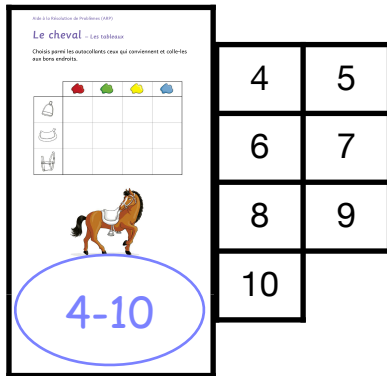 Aide à la Résolution de Problèmes (ARP)
Le cheval – Les tableaux
Choisis parmi les autocollants ceux qui conviennent et colle-les
aux bons endroits.
4-10
4 5
6 7
8 9
10